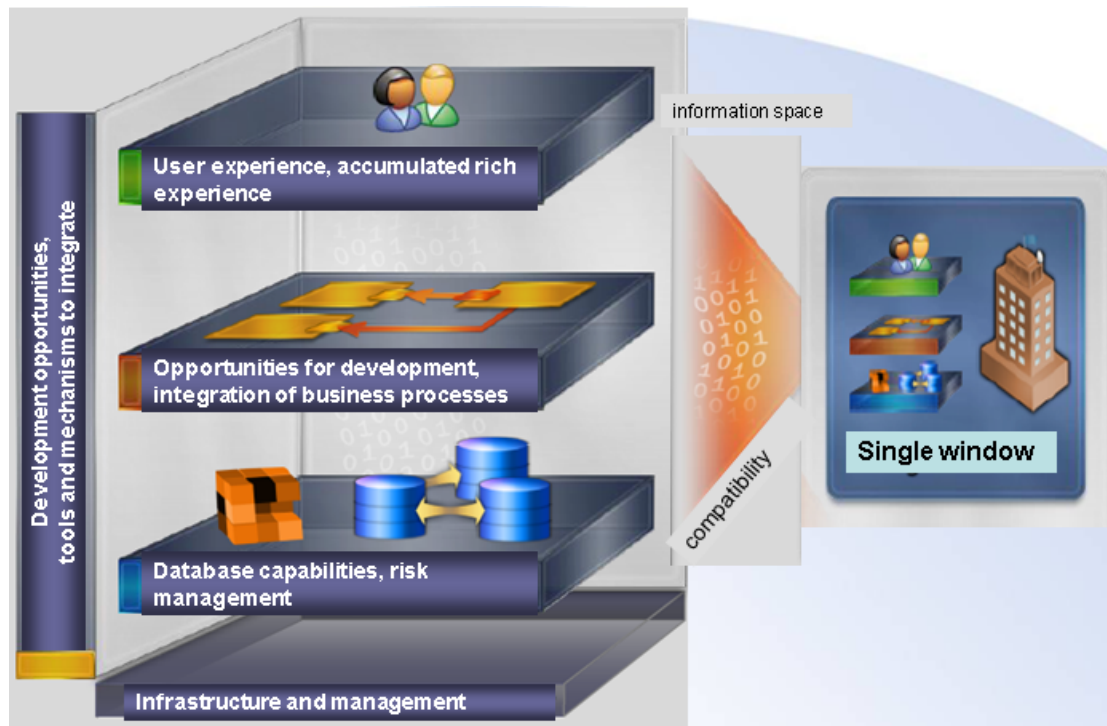 Development opportunities,
tools and mechanisms to integrate
User experience, accumulated rich
experience
Opportunities for development,
integration of business processes
Database capabilities, risk
management
Infrastructure and management
information space
compatibility
Single window